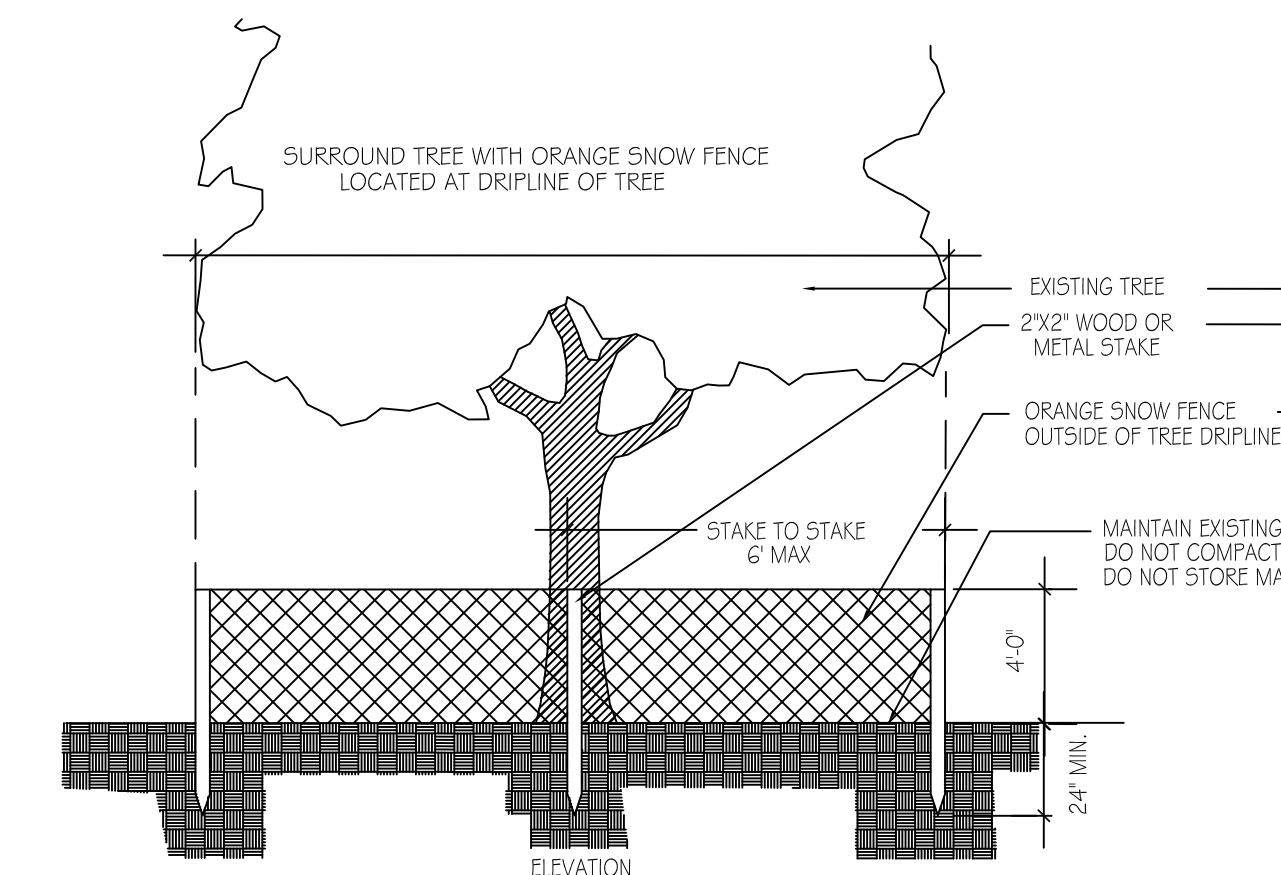 SURROUND TREE WITH ORANGE SNOW FENCE
LOCATED AT DRIPLINE OF TREE
EXISTING TREE
2"X2" WOOD OR
METAL STAKE
ORANGE SNOW FENCE
OUTSIDE OF TREE DRIPLINE
STAKE TO STAKE
6' MAX
MAINTAIN EXISTING
DO NOT COMPACT
DO NOT STORE
4'-0"
24" MIN.
ELEVATION